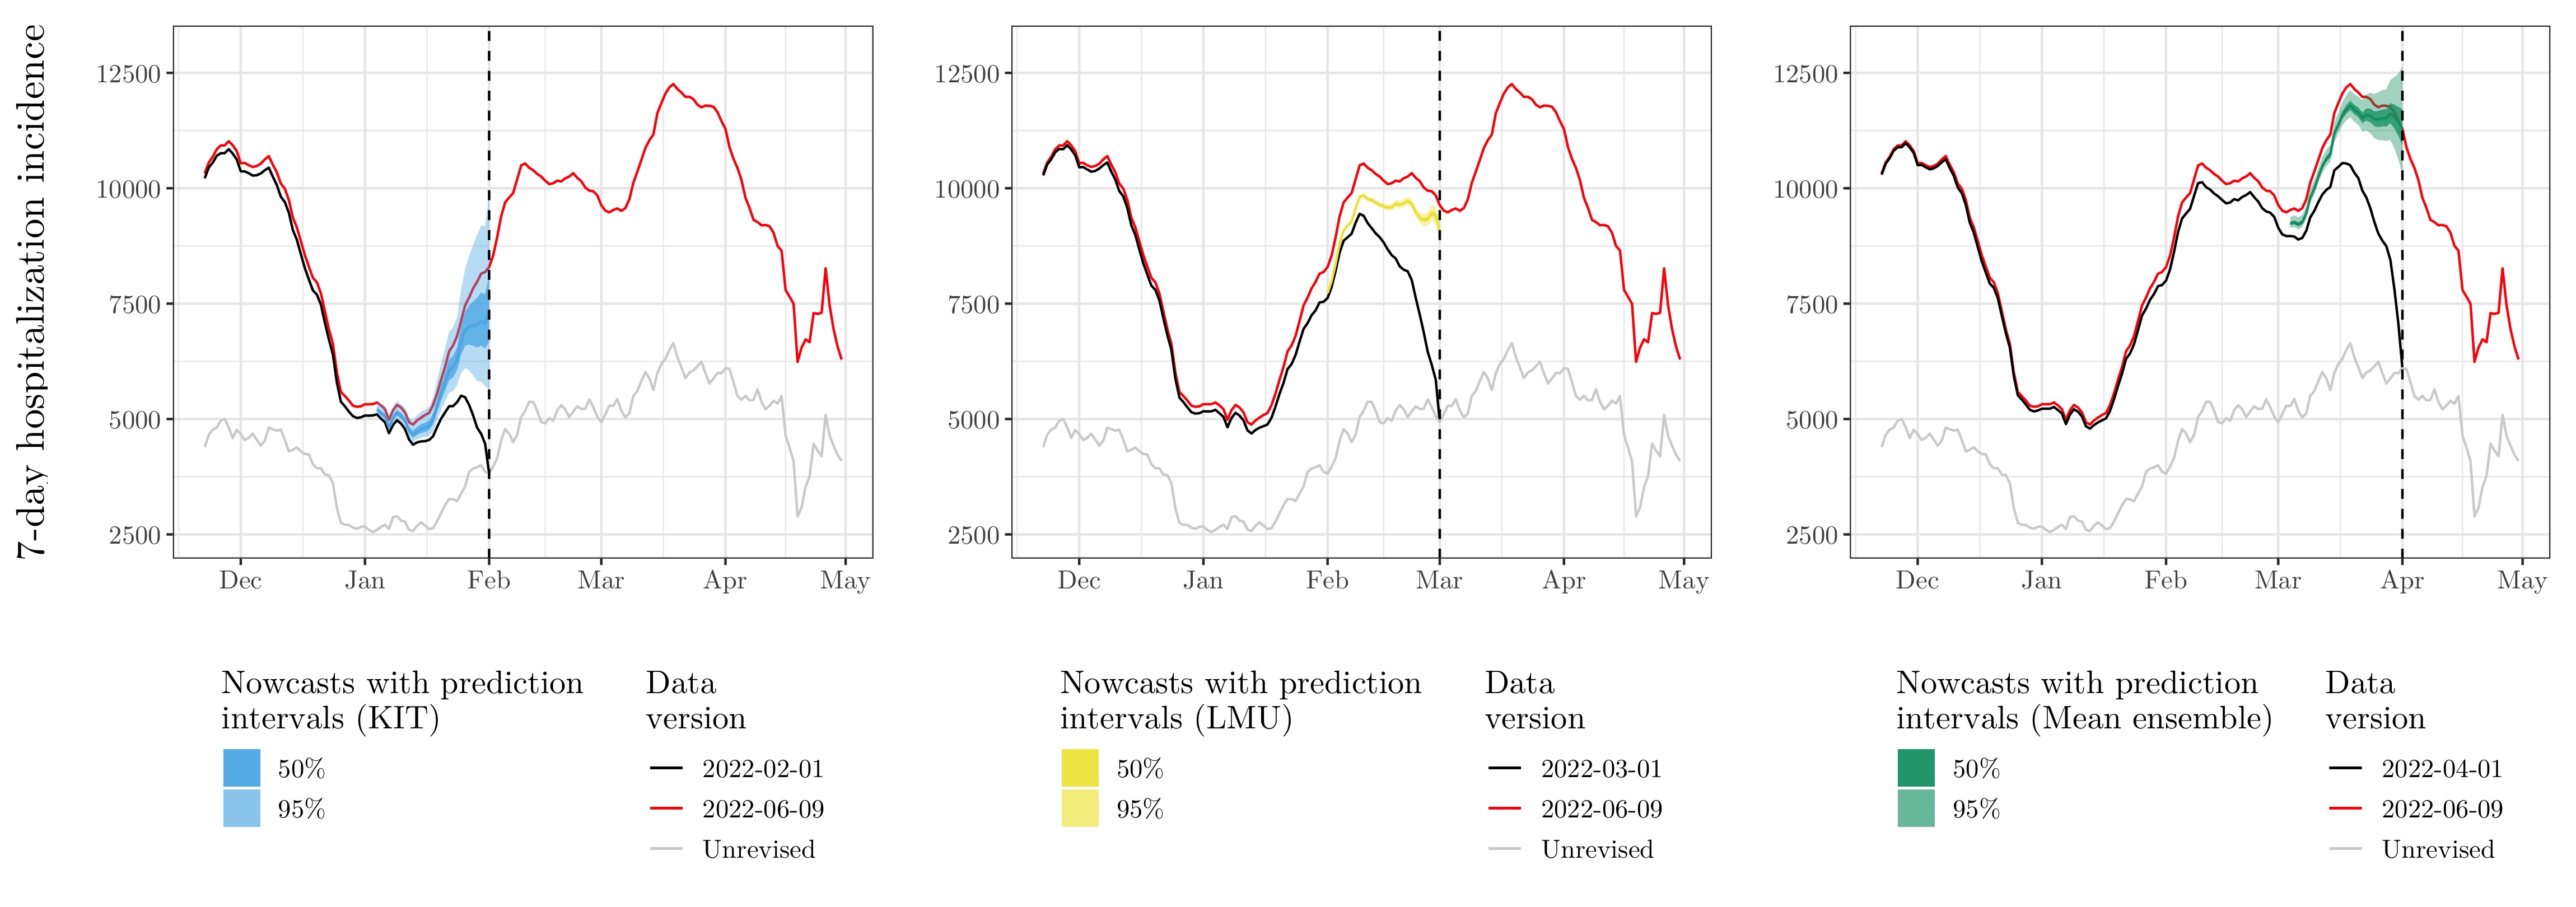 7-day hospitalization incidence
12500
10000
7500
5000
2500
Dec Jan Feb Mar Apr May
12500
10000
7500
5000
2500
Dec Jan Feb Mar Apr May
12500
10000
7500
5000
2500
Dec Jan Feb Mar Apr May
Nowcasts with prediction
intervals (KIT)
50%
95%
Data
version
2022-02-01
2022-06-09
Unrevised
Nowcasts with prediction
intervals (LMU)
50%
95%
Data
version
2022-03-01
2022-06-09
Unrevised
Nowcasts with prediction
intervals (Mean ensemble)
50%
95%
Data
version
2022-04-01
2022-06-09
Unrevised